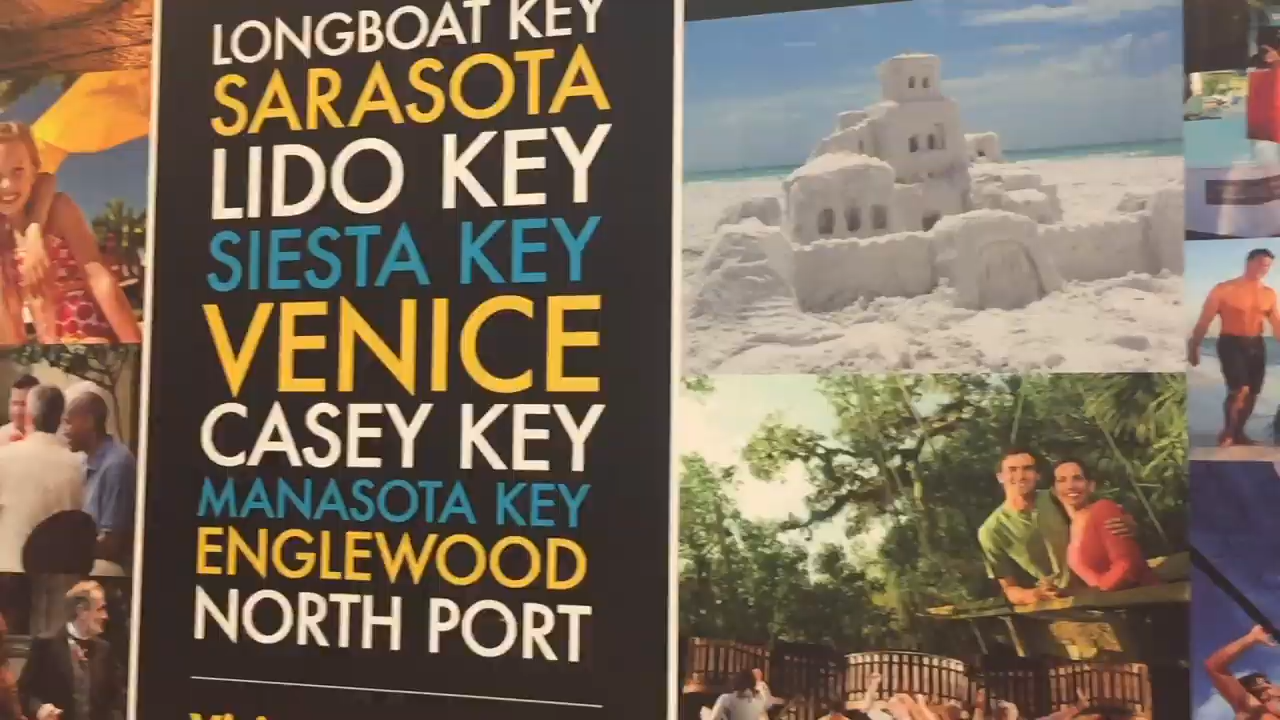 LONGBOAT KEY
SARASOTA
LIDO KEY
SIESTA KEY
VENICE
CASEY KEY
MANASOTA KEY
ENGLEWOOD
NORTH PORT